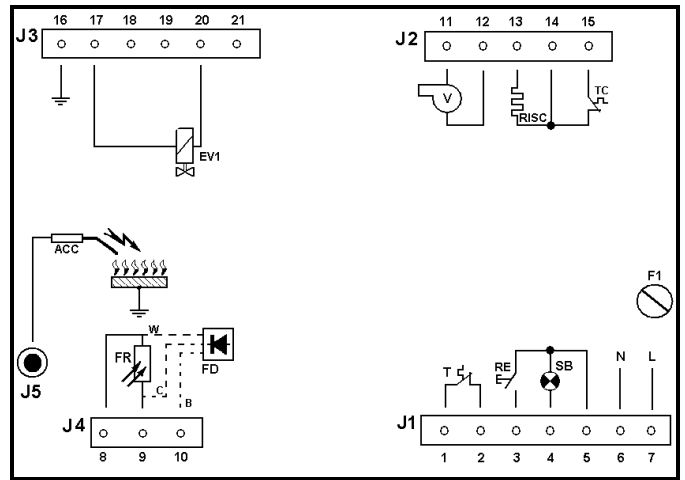 16 17 18 19 20 21
J3
EV1
11 12 13 14 15
J2
V
RISC
TC
ACC
J5
W
FR
FD
C
B
J4
8 9 10
F1
T
RE
SB
N
L
J1
1 2 3 4 5 6 7